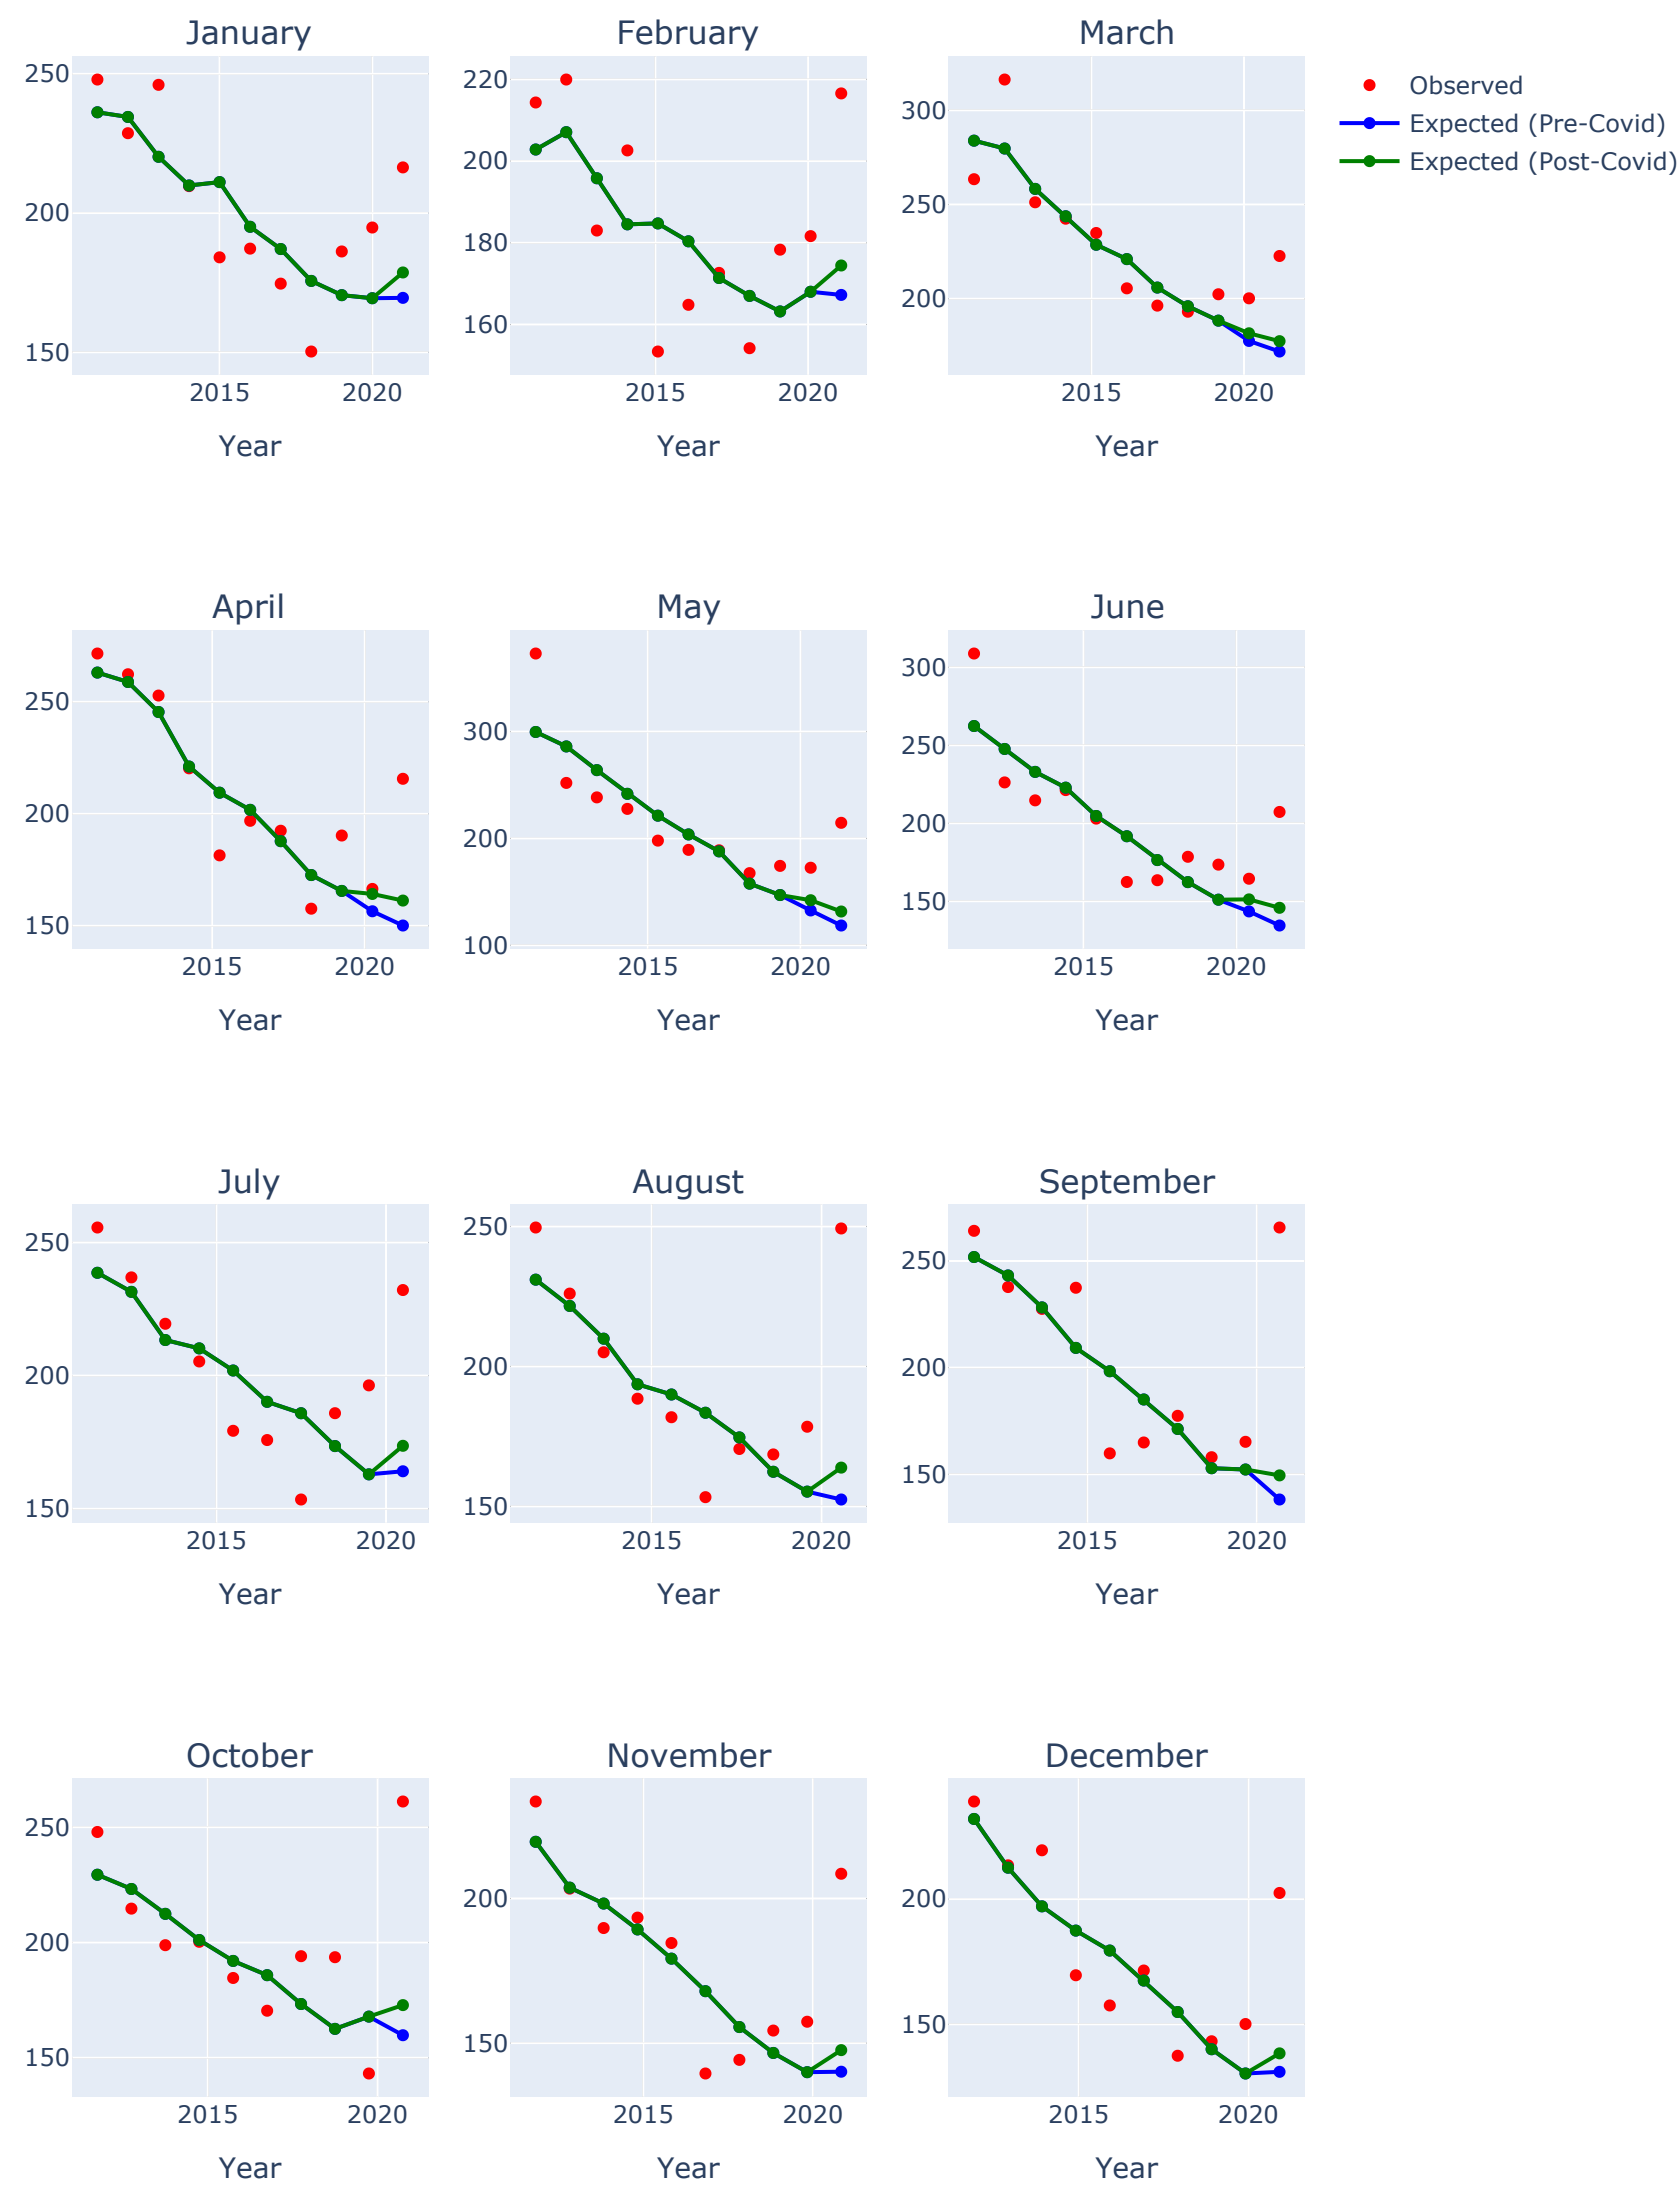 January
February
March
250
200
150
2015
2020
Year
220
200
180
160
2015
2020
Year
300
250
200
2015
2020
Year
Observed
Expected (Pre-Covid)
Expected (Post-Covid)
April
May
June
250
200
150
2015
2020
Year
300
200
100
2015
2020
Year
300
250
200
150
2015
2020
Year
July
August
September
250
200
150
2015
2020
Year
250
200
150
2015
2020
Year
250
200
150
2015
2020
Year
October
November
December
250
200
150
2015
2020
Year
200
150
2015
2020
Year
200
150
2015
2020
Year